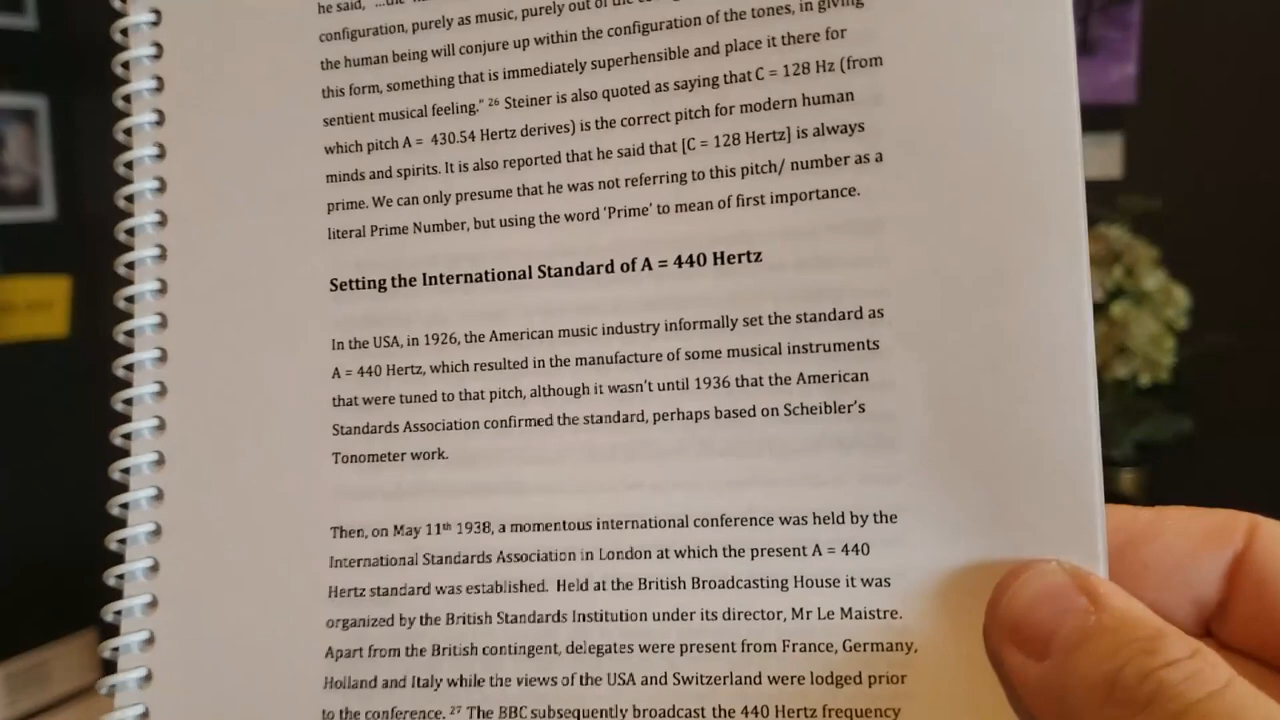 he said,
configuration, purely as music, purely out of
the human being will conjure up within the configuration of the tones, in giving
this form, something that is immediately superhensible and place it there for
sentient musical feeling." 26 Steiner is also quoted as saying that C = 128 Hz (from
which pitch A = 430.54 Hertz derives) is the correct pitch for modern human
minds and spirits. It is also reported that he said that [C = 128 Hertz] is always
prime. We can only presume that he was not referring to this pitch/ number as a
literal Prime Number, but using the word 'Prime' to mean of first importance.
Setting the International Standard of A = 440 Hertz
In the USA, in 1926, the American music industry informally set the standard as
A = 440 Hertz, which resulted in the manufacture of some musical instruments
that were tuned to that pitch, although it wasn't until 1936 that the American
Standards Association confirmed the standard, perhaps based on Scheibler's
Tonometer work.
Then, on May 11th 1938, a momentous international conference was held by the
International Standards Association in London at which the present A = 440
Hertz standard was established. Held at the British Broadcasting House it was
organized by the British Standards Institution under its director, Mr Le Maistre.
Apart from the British contingent, delegates were present from France, Germany,
Holland and Italy while the views of the USA and Switzerland were lodged prior
to the conference. 27 The BBC subsequently broadcast the 440 Hertz frequency